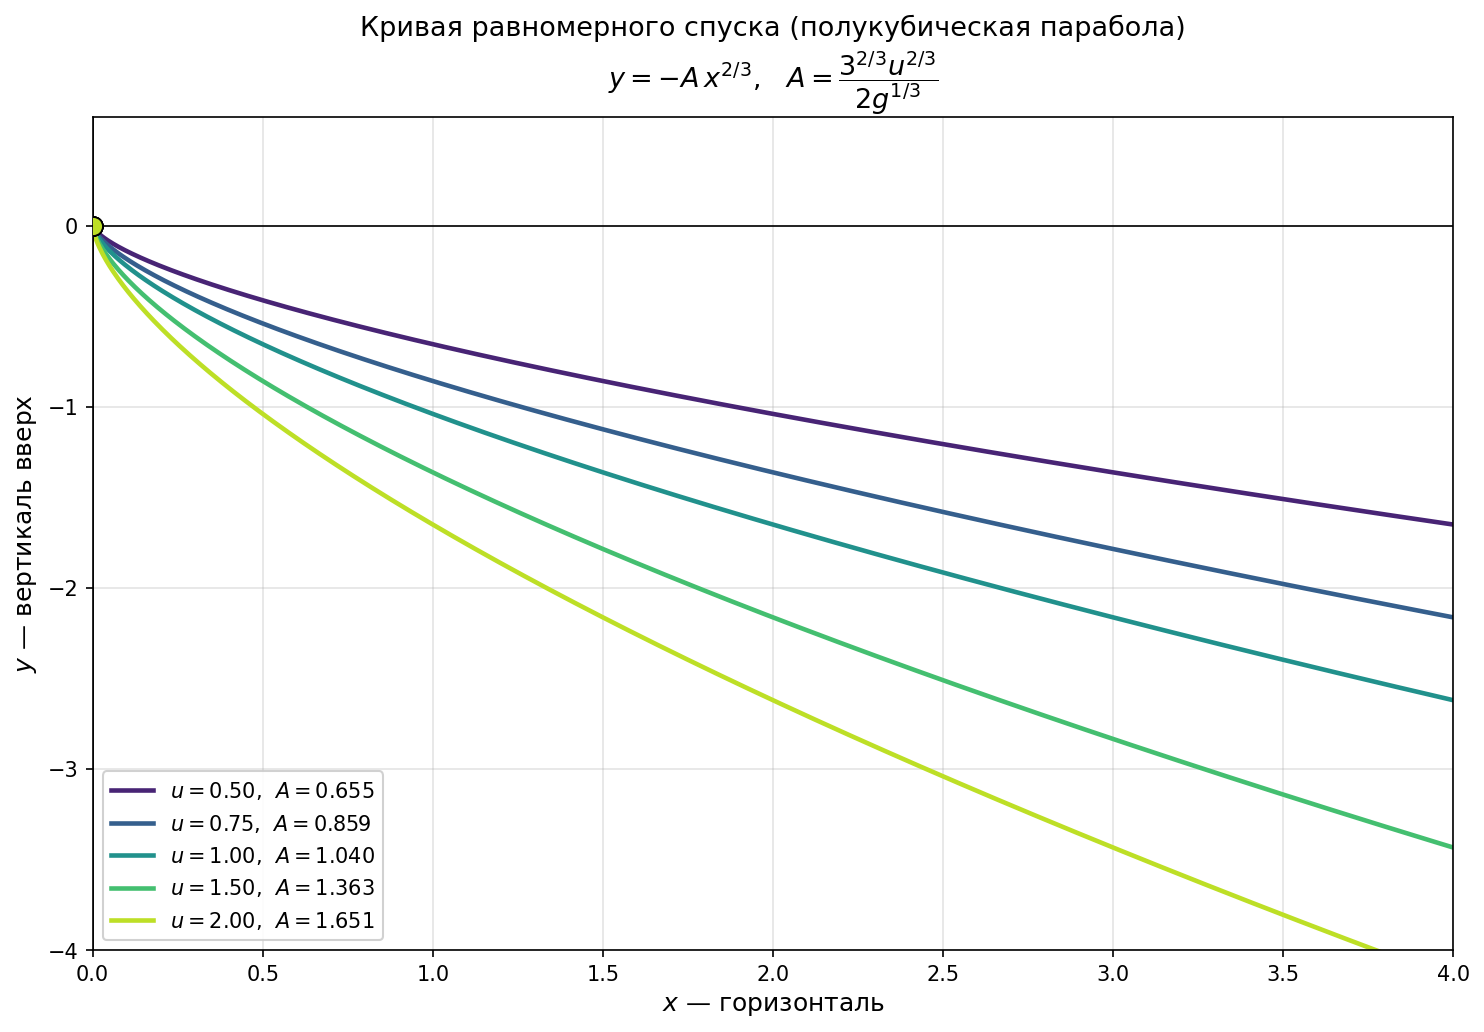 Кривая равномерного спуска (полукубическая парабола)
y = −A x^{2/3},   A = \frac{3^{2/3}u^{2/3}}{2g^{1/3}}
0
−1
−2
−3
−4
y — вертикаль вверх
u = 0.50,  A = 0.655
u = 0.75,  A = 0.859
u = 1.00,  A = 1.040
u = 1.50,  A = 1.363
u = 2.00,  A = 1.651
0.0 0.5 1.0 1.5 2.0 2.5 3.0 3.5 4.0
x — горизонталь